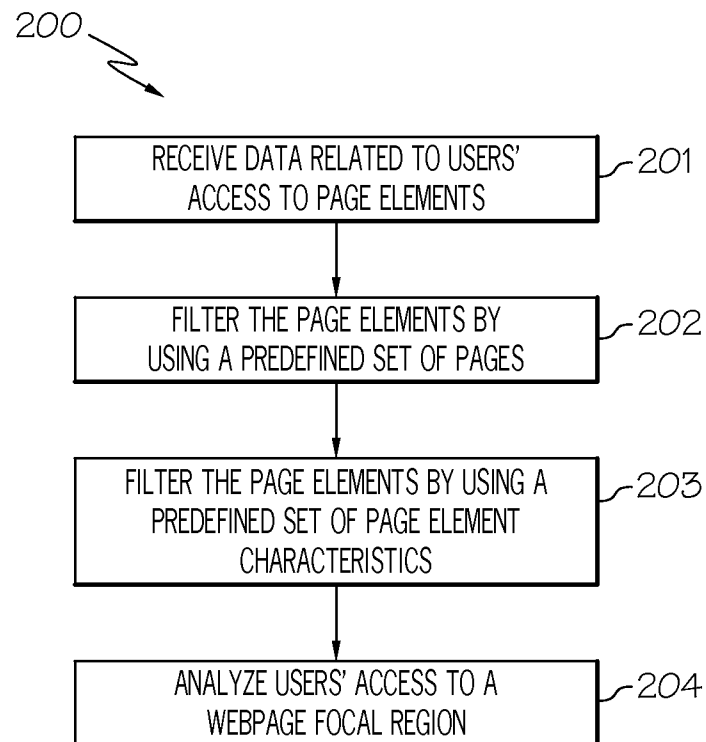 200
RECEIVE DATA RELATED TO USERS'
ACCESS TO PAGE ELEMENTS
201
FILTER THE PAGE ELEMENTS BY
USING A PREDEFINED SET OF PAGES
202
FILTER THE PAGE ELEMENTS BY USING A
PREDEFINED SET OF PAGE ELEMENT
CHARACTERISTICS
203
ANALYZE USERS' ACCESS TO A
WEBPAGE FOCAL REGION
204